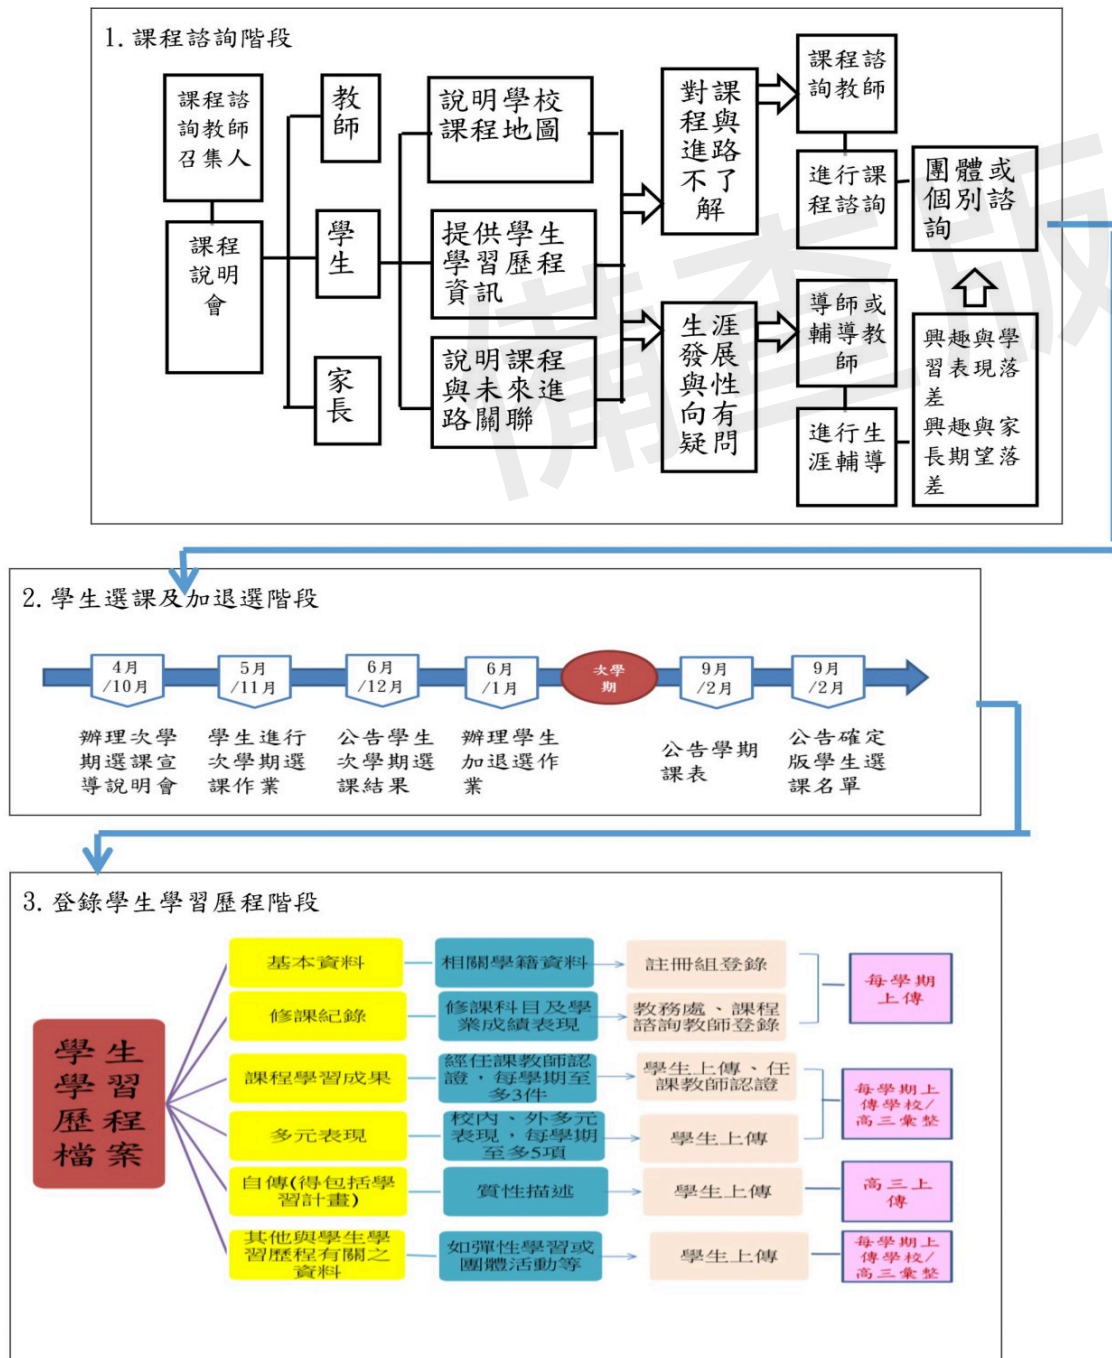 1. 課程諮詢階段
課程諮
詢教師
召集人
課程
說明
會
教
師
學
生
家
長
說明學校
課程地圖
提供學生
學習歷程
資訊
說明課程
與未來進
路關聯
對課
程與
進路
不了
解
生涯
發展
與性
向有
疑問
課程諮
詢教師
進行課
程諮詢
團體或
個別諮
詢
導師或
輔導教
師
進行生
涯輔導
興趣與學
習表現落
差
興趣與家
長期望落
差
備查版
2. 學生選課及加退選階段
4月
/10月
5月
/11月
6月
/12月
6月
/1月
次學
期
9月
/2月
9月
/2月
辦理次學
期選課宣
導說明會
學生進行
次學期選
課作業
公告學生
次學期選
課結果
辦理學生
加退選作
業
公告學期
課表
公告確定
版學生選
課名單
3. 登錄學生學習歷程階段
學生
學習
歷程
檔案
基本資料
相關學籍資料
註冊組登錄
修課紀錄
修課科目及學
業成績表現
教務處、課程
諮詢教師登錄
每學期
上傳
課程學習成果
經任課教師認
證，每學期至
多3件
學生上傳、任
課教師認證
多元表現
校內、外多元
表現，每學期
至多5項
學生上傳
每學期上
傳學校/
高三彙整
自傳(得包括學
習計畫)
質性描述
學生上傳
高三上
傳
其他與學生學
習歷程有關之
資料
如彈性學習或
團體活動等
學生上傳
每學期上
傳學校/
高三彙整